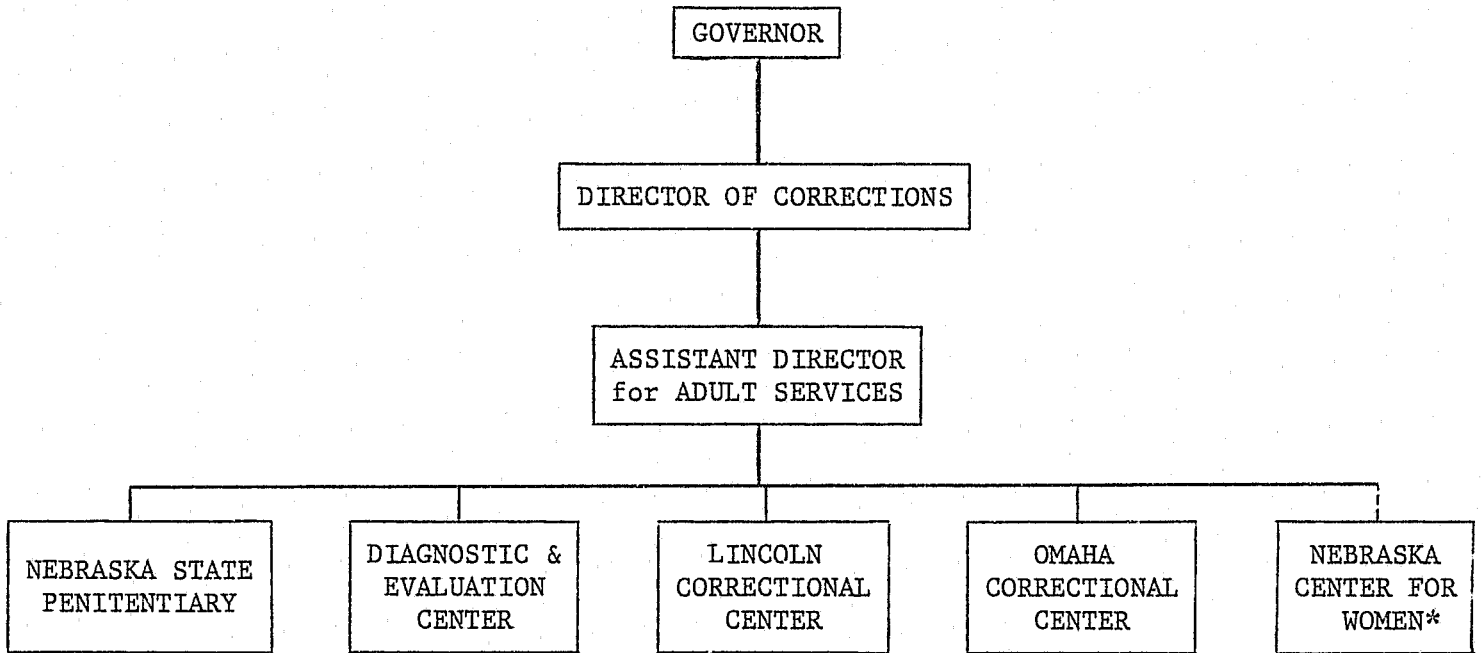 GOVERNOR
DIRECTOR OF CORRECTIONS
ASSISTANT DIRECTOR
for ADULT SERVICES
NEBRASKA STATE
PENITENTIARY
DIAGNOSTIC &
EVALUATION
CENTER
LINCOLN
CORRECTIONAL
CENTER
OMAHA
CORRECTIONAL
CENTER
NEBRASKA
CENTER FOR
WOMEN*